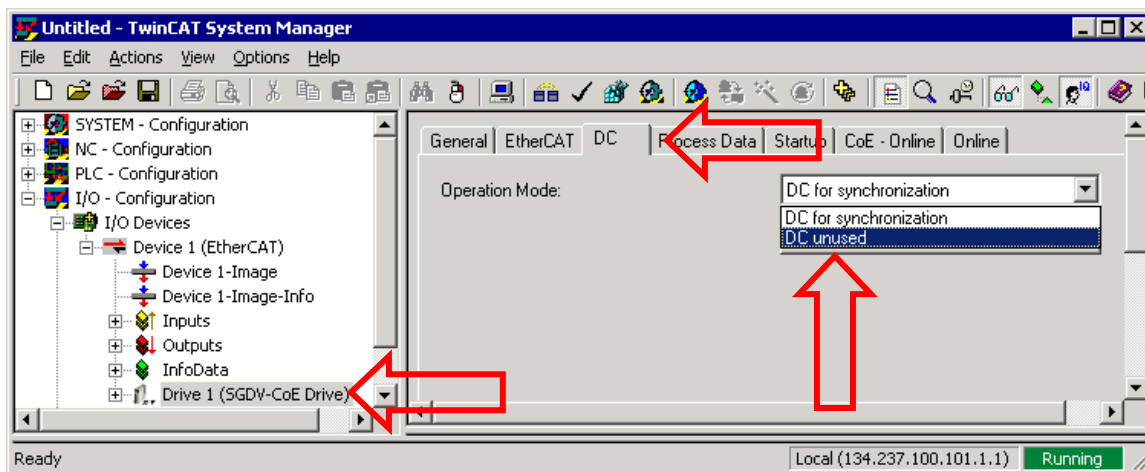 Untitled - TwinCAT System Manager
File Edit Actions View Options Help
SYSTEM - Configuration
NC - Configuration
PLC - Configuration
I/O - Configuration
I/O Devices
Device 1 (EtherCAT)
Device 1-Image
Device 1-Image-Info
Inputs
Outputs
InfoData
Drive 1 (SGDV-CoE Drive)
General EtherCAT DC Process Data Startup CoE - Online Online
Operation Mode: DC for synchronization
DC for synchronization
DC unused
Ready Local (134.237.100.101.1.1) Running